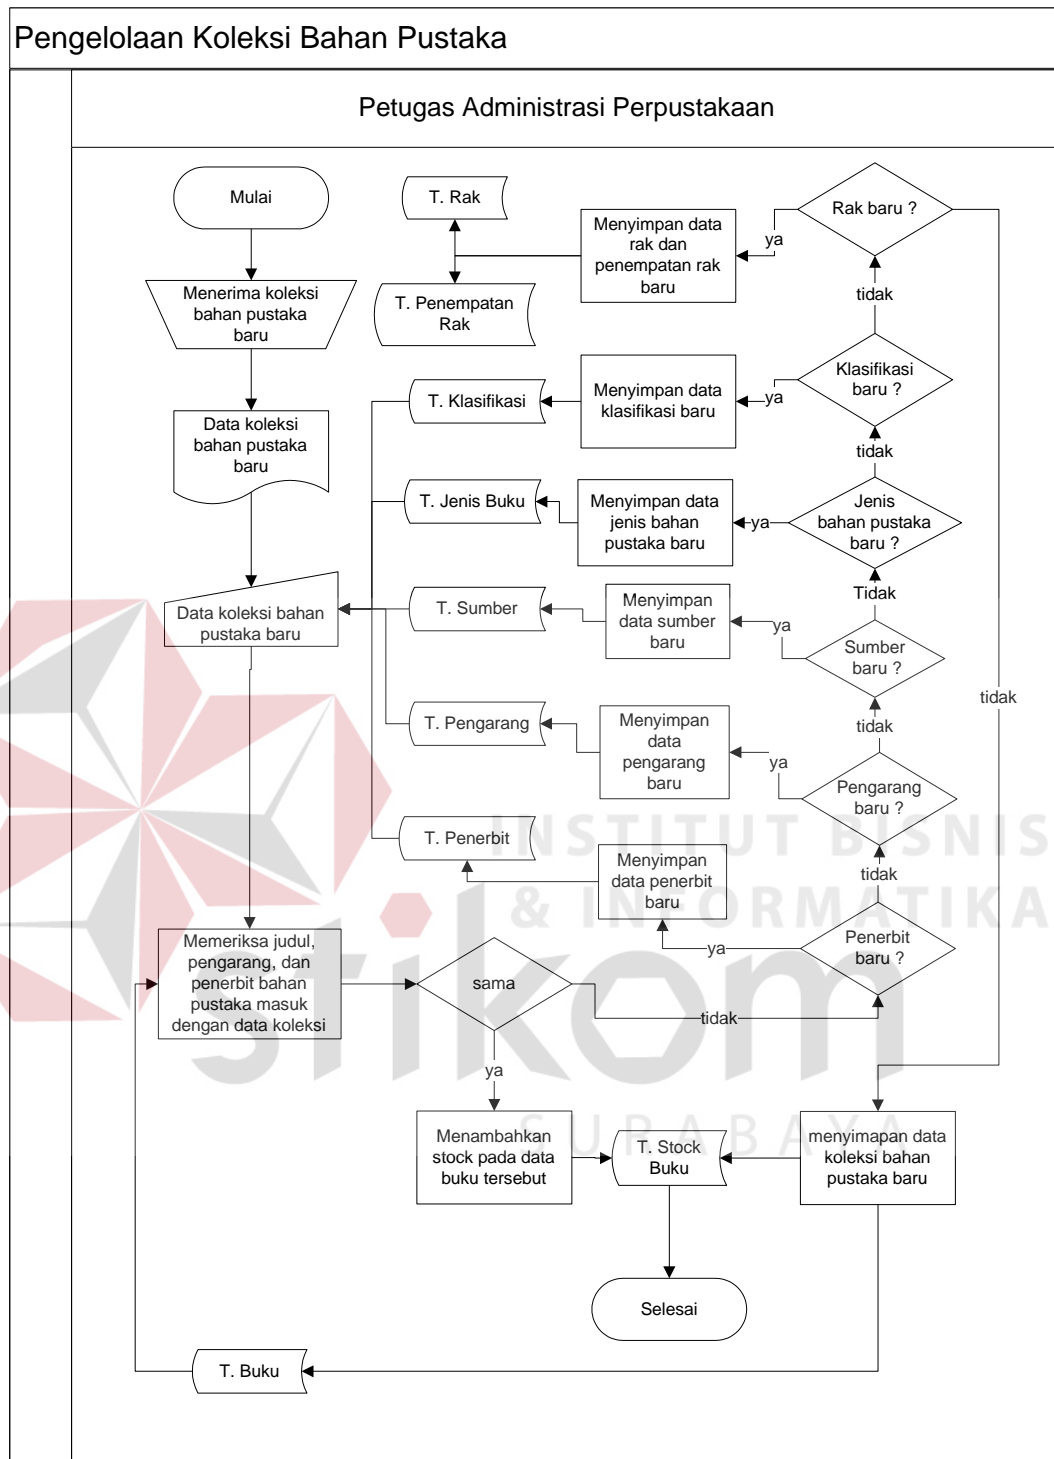 Pengelolaan Koleksi Bahan Pustaka
Petugas Administrasi Perpustakaan
Mulai
T. Rak
Menyimpan data
rak dan
penempatan rak
baru
ya
Rak baru ?
Menerima koleksi
bahan pustaka
baru
T. Penempatan
Rak
tidak
Data koleksi
bahan pustaka
baru
T. Klasifikasi
Menyimpan data
klasifikasi baru
ya
Klasifikasi
baru ?
tidak
T. Jenis Buku
Menyimpan data
jenis bahan
pustaka baru
ya
Jenis
bahan pustaka
baru ?
Tidak
Data koleksi bahan
pustaka baru
T. Sumber
Menyimpan
data sumber
baru
ya
Sumber
baru ?
tidak
tidak
T. Pengarang
Menyimpan
data
pengarang
baru
ya
Pengarang
baru ?
tidak
T. Penerbit
Menyimpan
data penerbit
baru
ya
Penerbit
baru ?
INSTITUT BISNIS
& INFORMATIKA
stikom
SURABAYA
Memeriksa judul,
pengarang, dan
penerbit bahan
pustaka masuk
dengan data koleksi
sama
tidak
ya
Menambahkan
stock pada data
buku tersebut
T. Stock
Buku
menyimapan data
koleksi bahan
pustaka baru
Selesai
T. Buku